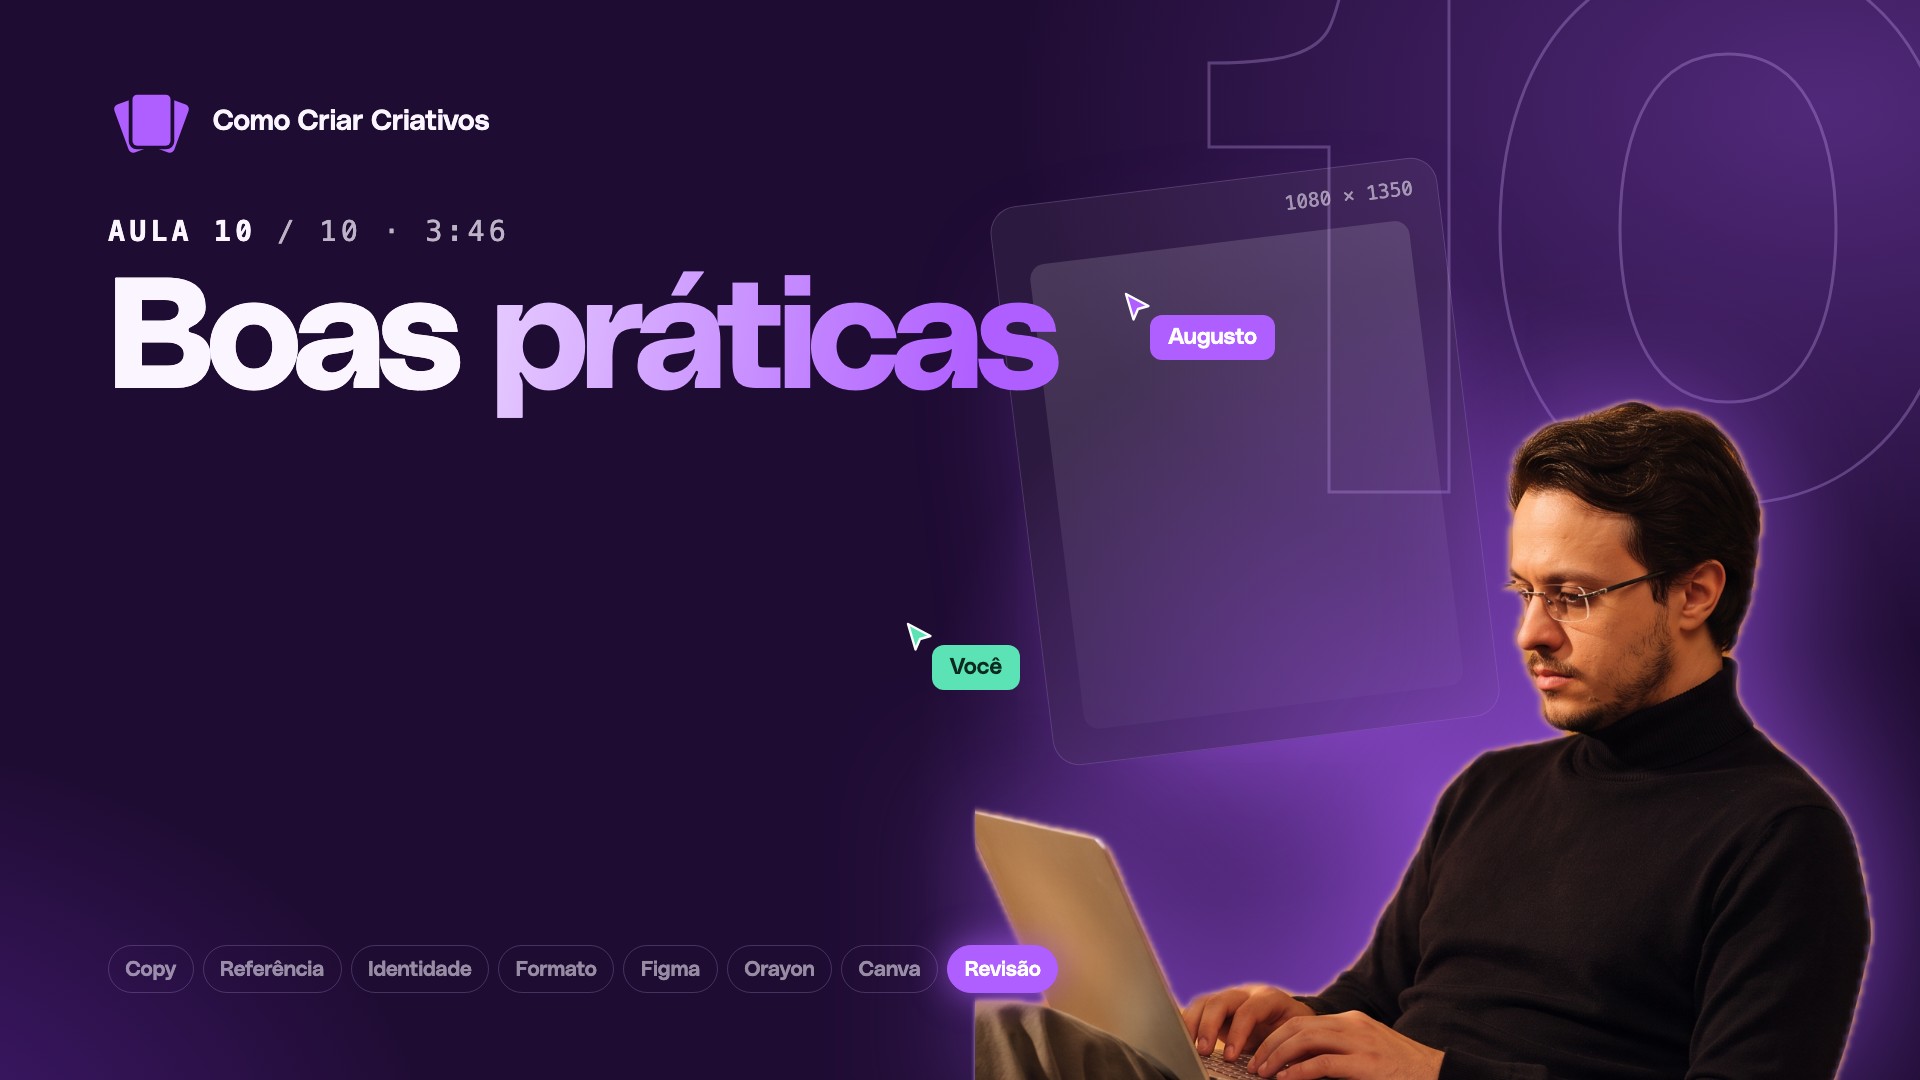 Como Criar Criativos
AULA 10 / 10 · 3:46
Boas práticas
10
1080 × 1350
Augusto
Você
Copy
Referência
Identidade
Formato
Figma
Orayon
Canva
Revisão